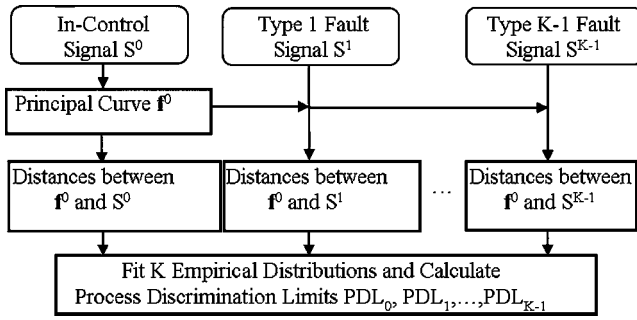 In-Control
Signal S⁰
Type 1 Fault
Signal S¹
Type K-1 Fault
Signal Sᴷ⁻¹
Principal Curve f⁰
Distances between
f⁰ and S⁰
Distances between
f⁰ and S¹
...
Distances between
f⁰ and Sᴷ⁻¹
Fit K Empirical Distributions and Calculate
Process Discrimination Limits PDL₀, PDL₁,...,PDL_K-1